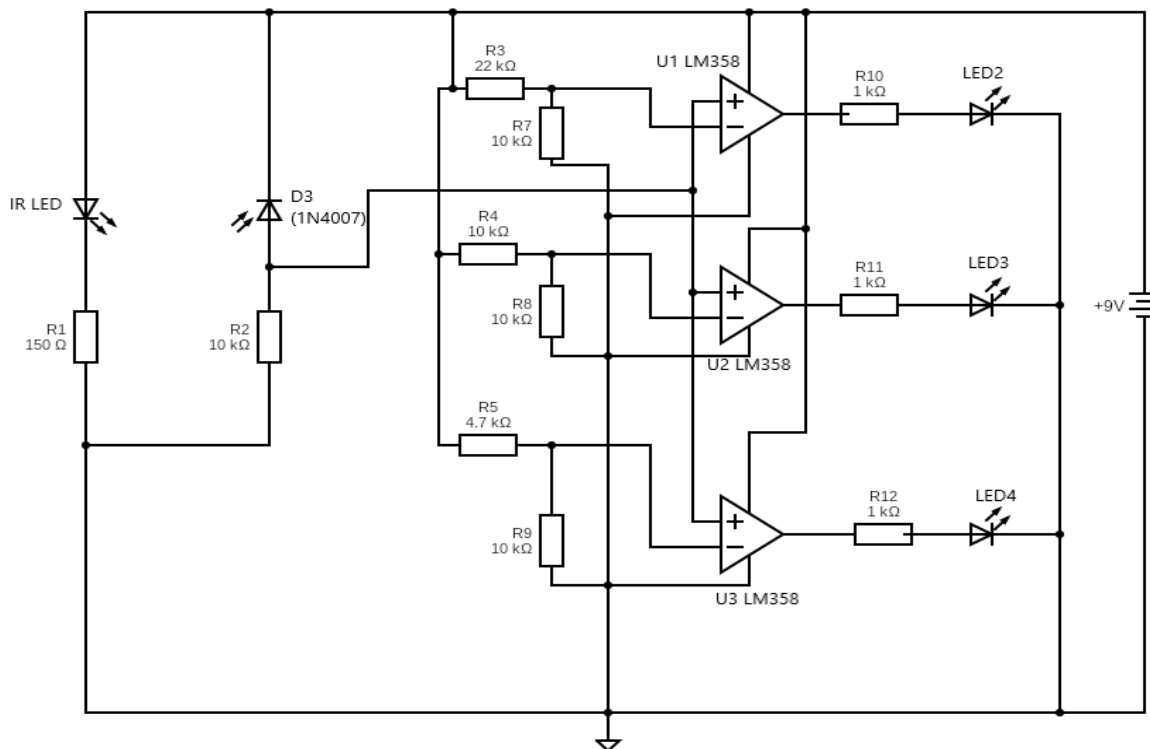 U1 LM358
R3
22 kΩ
R10
1 kΩ
LED2
R7
10 kΩ
IR LED
D3
(1N4007)
R4
10 kΩ
R11
1 kΩ
LED3
R8
10 kΩ
+9V
R1
150 Ω
R2
10 kΩ
U2 LM358
R5
4.7 kΩ
R12
1 kΩ
LED4
R9
10 kΩ
U3 LM358